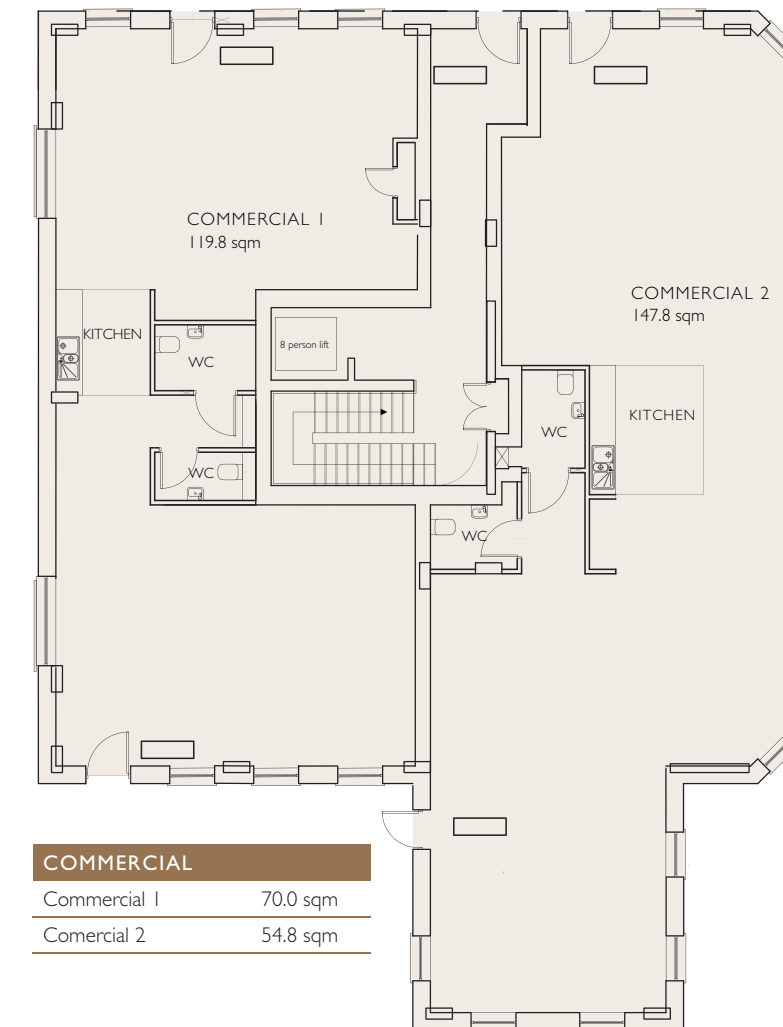 COMMERCIAL 1
119.8 sqm
COMMERCIAL 2
147.8 sqm
KITCHEN
WC
8 person lift
KITCHEN
WC
WC
WC
COMMERCIAL
Commercial 1 70.0 sqm
Comercial 2 54.8 sqm